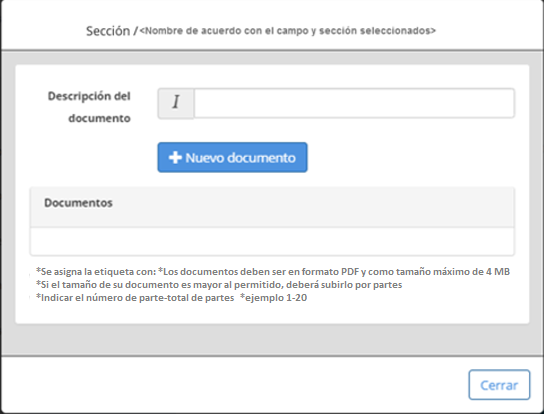 Sección /<Nombre de acuerdo con el campo y sección seleccionados>
Descripción del
documento
I
+ Nuevo documento
Documentos
*Se asigna la etiqueta con: *Los documentos deben ser en formato PDF y como tamaño máximo de 4 MB
*Si el tamaño de su documento es mayor al permitido, deberá subirlo por partes
*Indicar el número de parte-total de partes *ejemplo 1-20
Cerrar